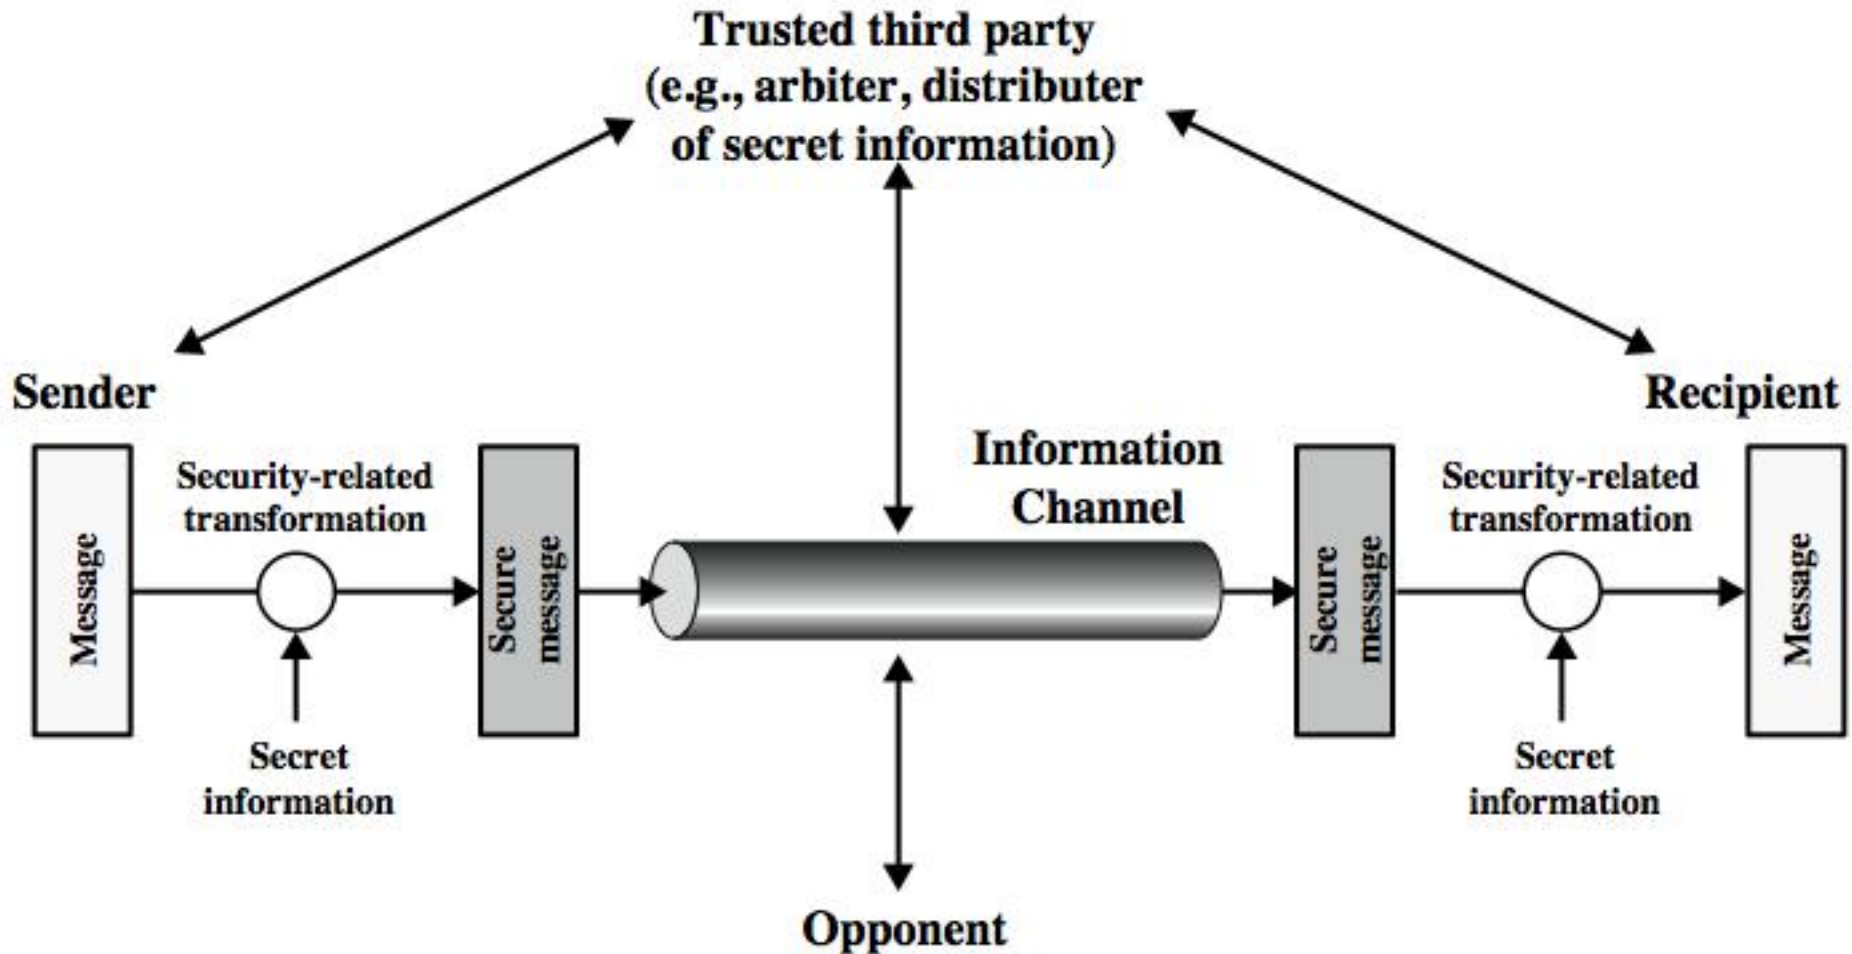 Trusted third party
(e.g., arbiter, distributer
of secret information)
Sender
Recipient
Information
Channel
Security-related
transformation
Security-related
transformation
Message
Secure
message
Secure
message
Message
Secret
information
Secret
information
Opponent